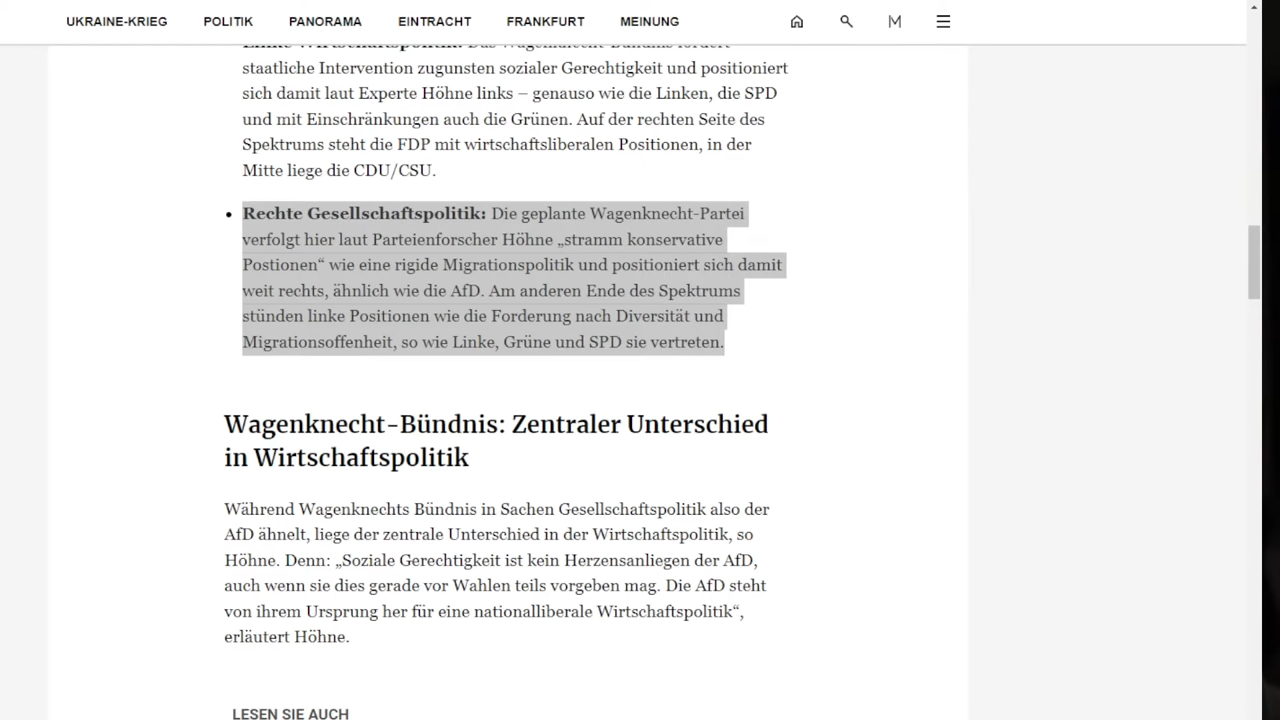 UKRAINE-KRIEG POLITIK PANORAMA EINTRACHT FRANKFURT MEINUNG
Linke Wirtschaftspolitik: Das Wagenknecht-Bündnis fordert
staatliche Intervention zugunsten sozialer Gerechtigkeit und positioniert
sich damit laut Experte Höhne links – genauso wie die Linken, die SPD
und mit Einschränkungen auch die Grünen. Auf der rechten Seite des
Spektrums steht die FDP mit wirtschaftsliberalen Positionen, in der
Mitte liege die CDU/CSU.
• Rechte Gesellschaftspolitik: Die geplante Wagenknecht-Partei
verfolgt hier laut Parteienforscher Höhne „stramm konservative
Postionen“ wie eine rigide Migrationspolitik und positioniert sich damit
weit rechts, ähnlich wie die AfD. Am anderen Ende des Spektrums
stünden linke Positionen wie die Forderung nach Diversität und
Migrationsoffenheit, so wie Linke, Grüne und SPD sie vertreten.
Wagenknecht-Bündnis: Zentraler Unterschied
in Wirtschaftspolitik
Während Wagenknechts Bündnis in Sachen Gesellschaftspolitik also der
AfD ähnelt, liege der zentrale Unterschied in der Wirtschaftspolitik, so
Höhne. Denn: „Soziale Gerechtigkeit ist kein Herzensanliegen der AfD,
auch wenn sie dies gerade vor Wahlen teils vorgeben mag. Die AfD steht
von ihrem Ursprung her für eine nationalliberale Wirtschaftspolitik“,
erläutert Höhne.
LESEN SIE AUCH